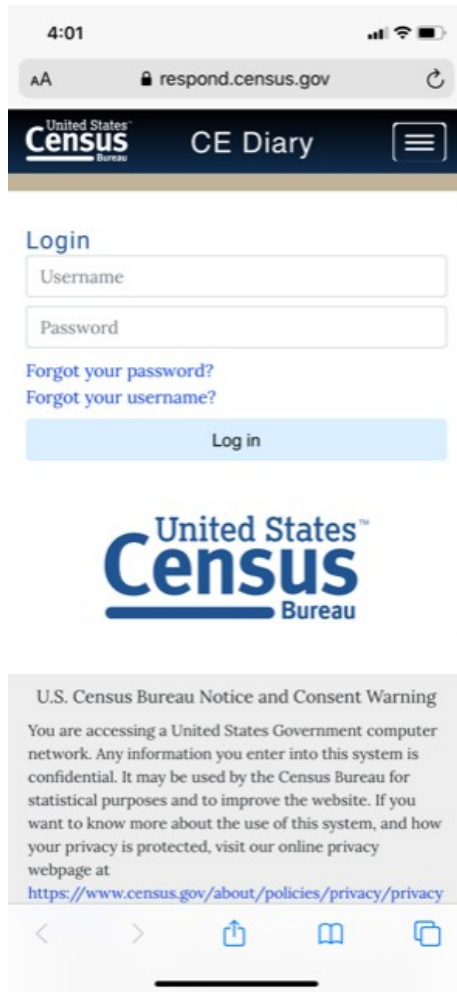 4:01
AA respond.census.gov
United States™
Census
Bureau
CE Diary
Login
Username
Password
Forgot your password?
Forgot your username?
Log in
United States™
Census
Bureau
U.S. Census Bureau Notice and Consent Warning
You are accessing a United States Government computer
network. Any information you enter into this system is
confidential. It may be used by the Census Bureau for
statistical purposes and to improve the website. If you
want to know more about the use of this system, and how
your privacy is protected, visit our online privacy
webpage at
https://www.census.gov/about/policies/privacy/privacy